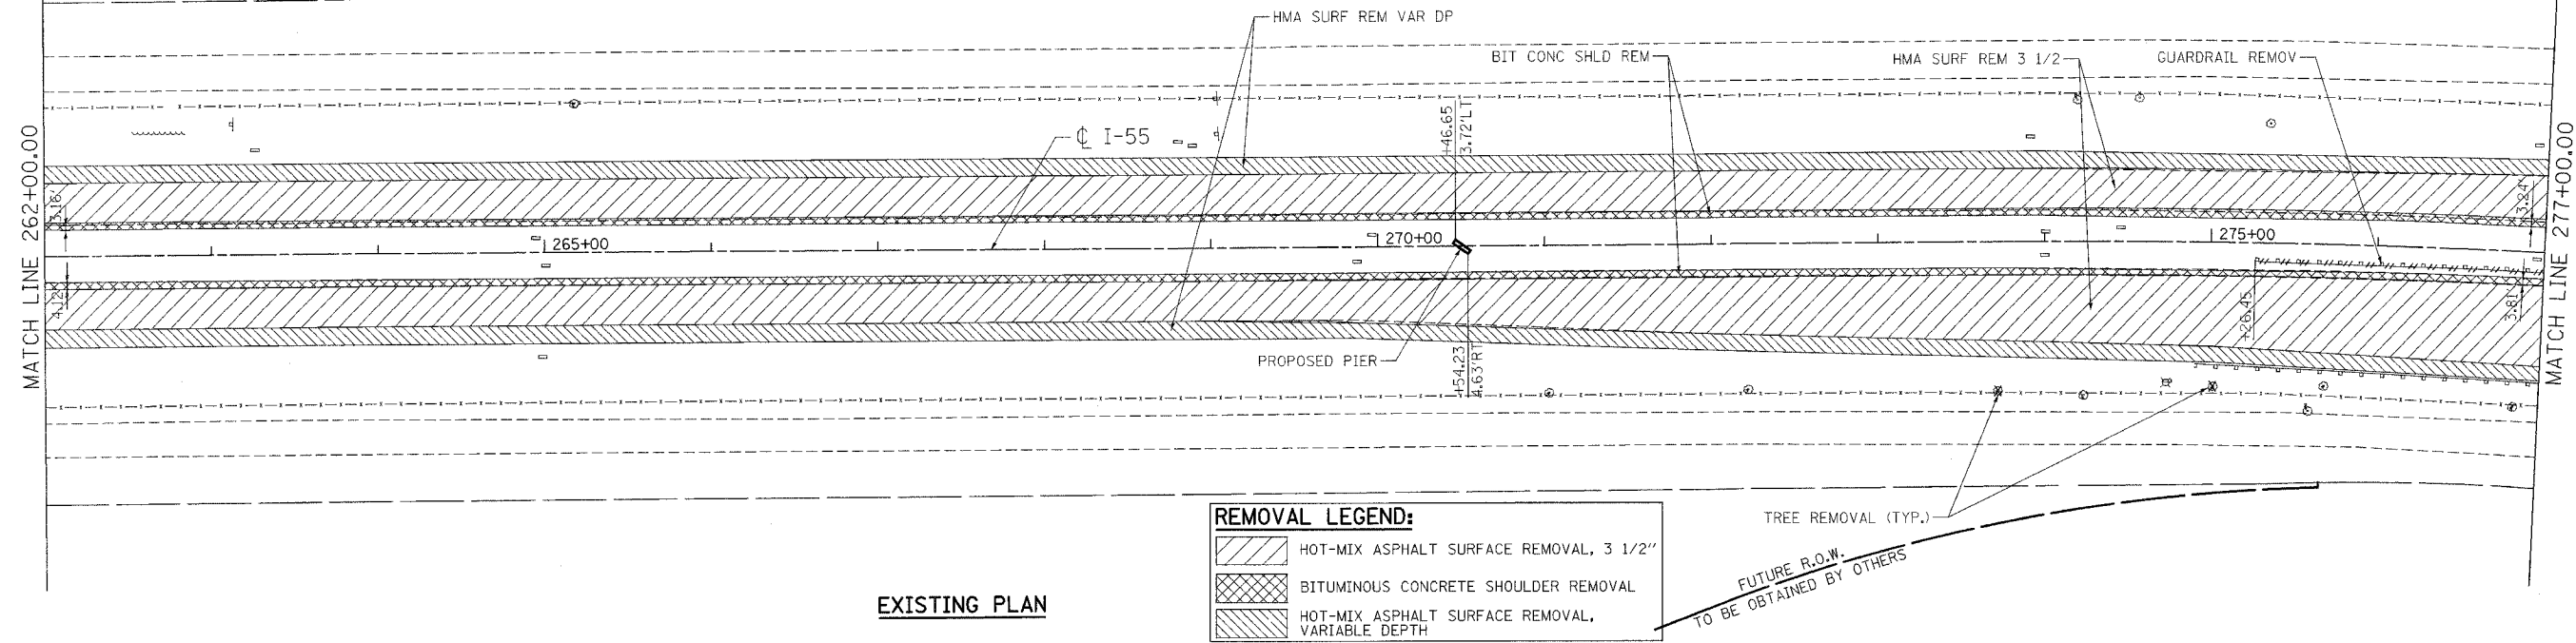 HMA SURF REM VAR DP
BIT CONC SHLD REM
HMA SURF REM 3 1/2
GUARDRAIL REMOV
MATCH LINE 262+00.00
℄ I-55
+46.65
3.72'LT
MATCH LINE 277+00.00
3.16'
3.24'
265+00
270+00
275+00
4.12'
+26.45
3.81'
PROPOSED PIER
+54.23
4.63'RT
TREE REMOVAL (TYP.)
FUTURE R.O.W.
TO BE OBTAINED BY OTHERS
REMOVAL LEGEND:
HOT-MIX ASPHALT SURFACE REMOVAL, 3 1/2"
BITUMINOUS CONCRETE SHOULDER REMOVAL
HOT-MIX ASPHALT SURFACE REMOVAL,
VARIABLE DEPTH
EXISTING PLAN